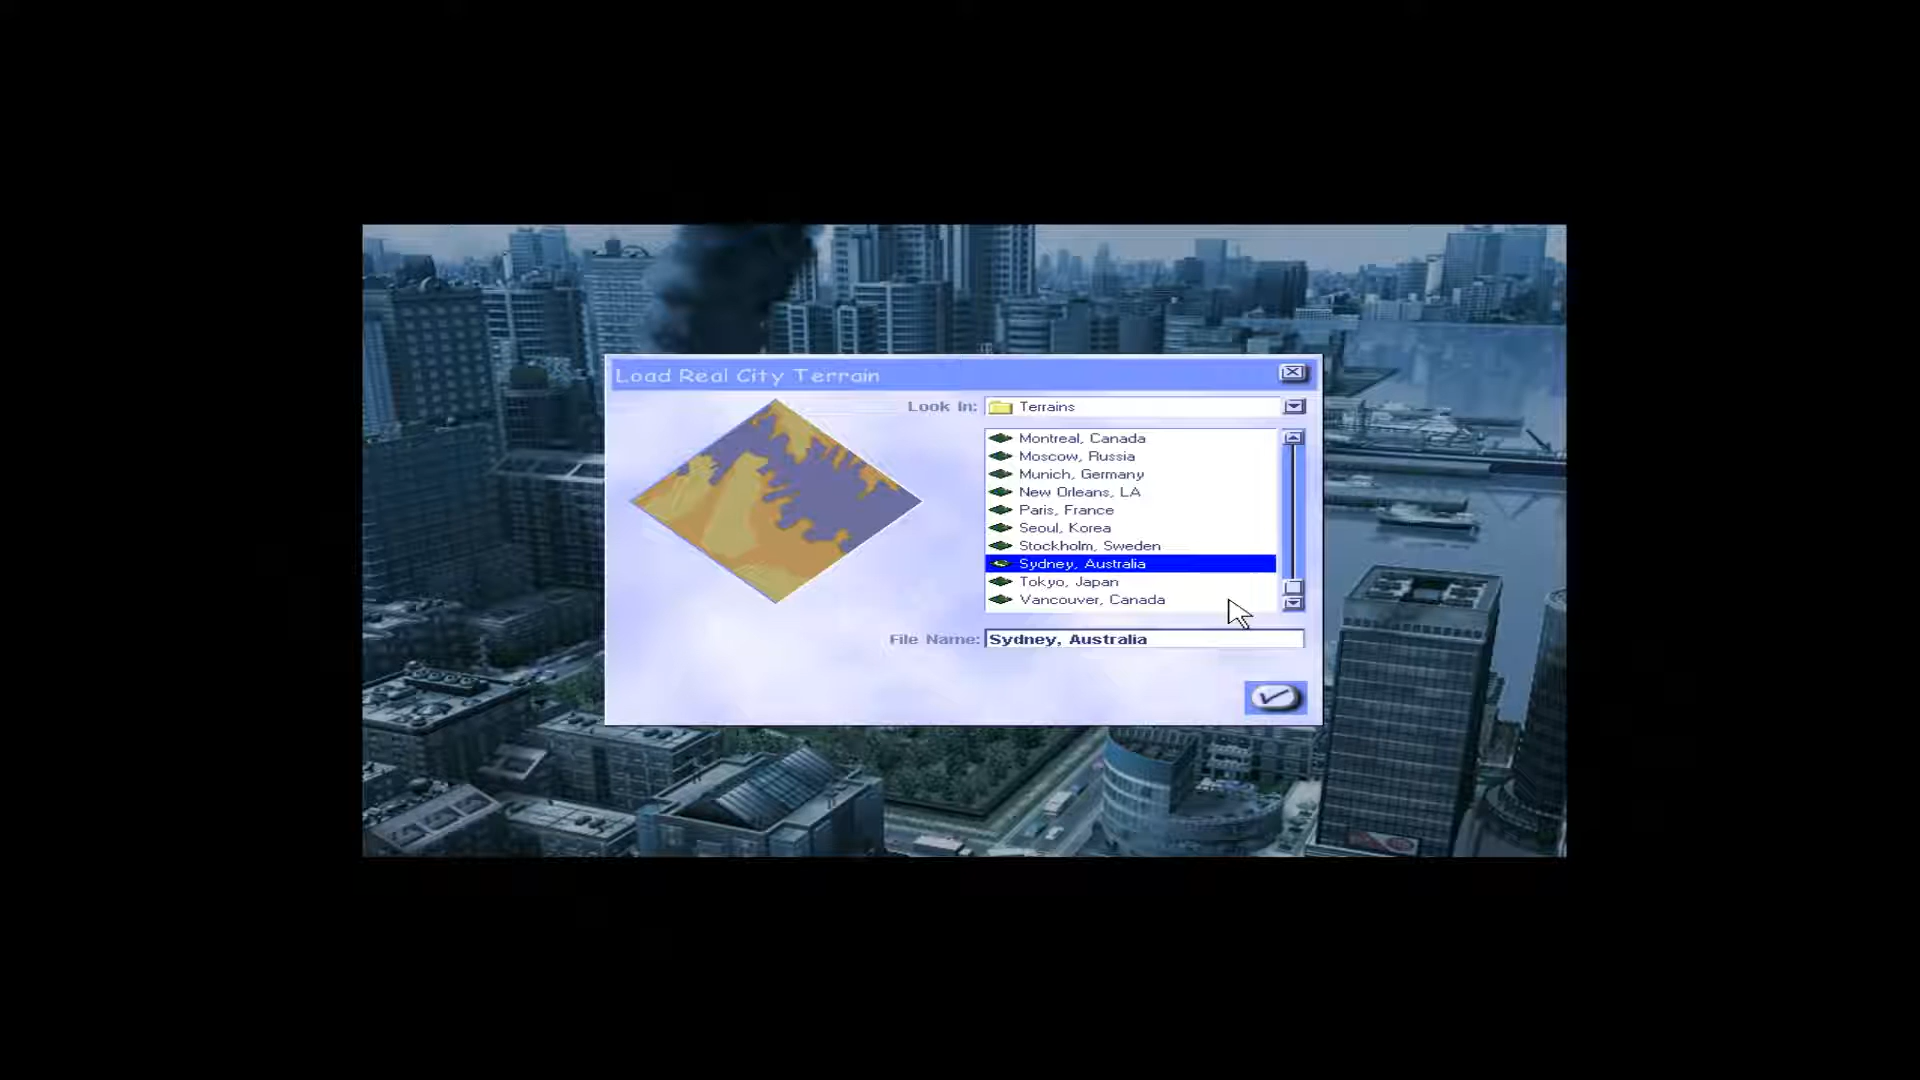 Load Real City Terrain
Look In: Terrains
Montreal, Canada
Moscow, Russia
Munich, Germany
New Orleans, LA
Paris, France
Seoul, Korea
Stockholm, Sweden
Sydney, Australia
Tokyo, Japan
Vancouver, Canada
File Name: Sydney, Australia